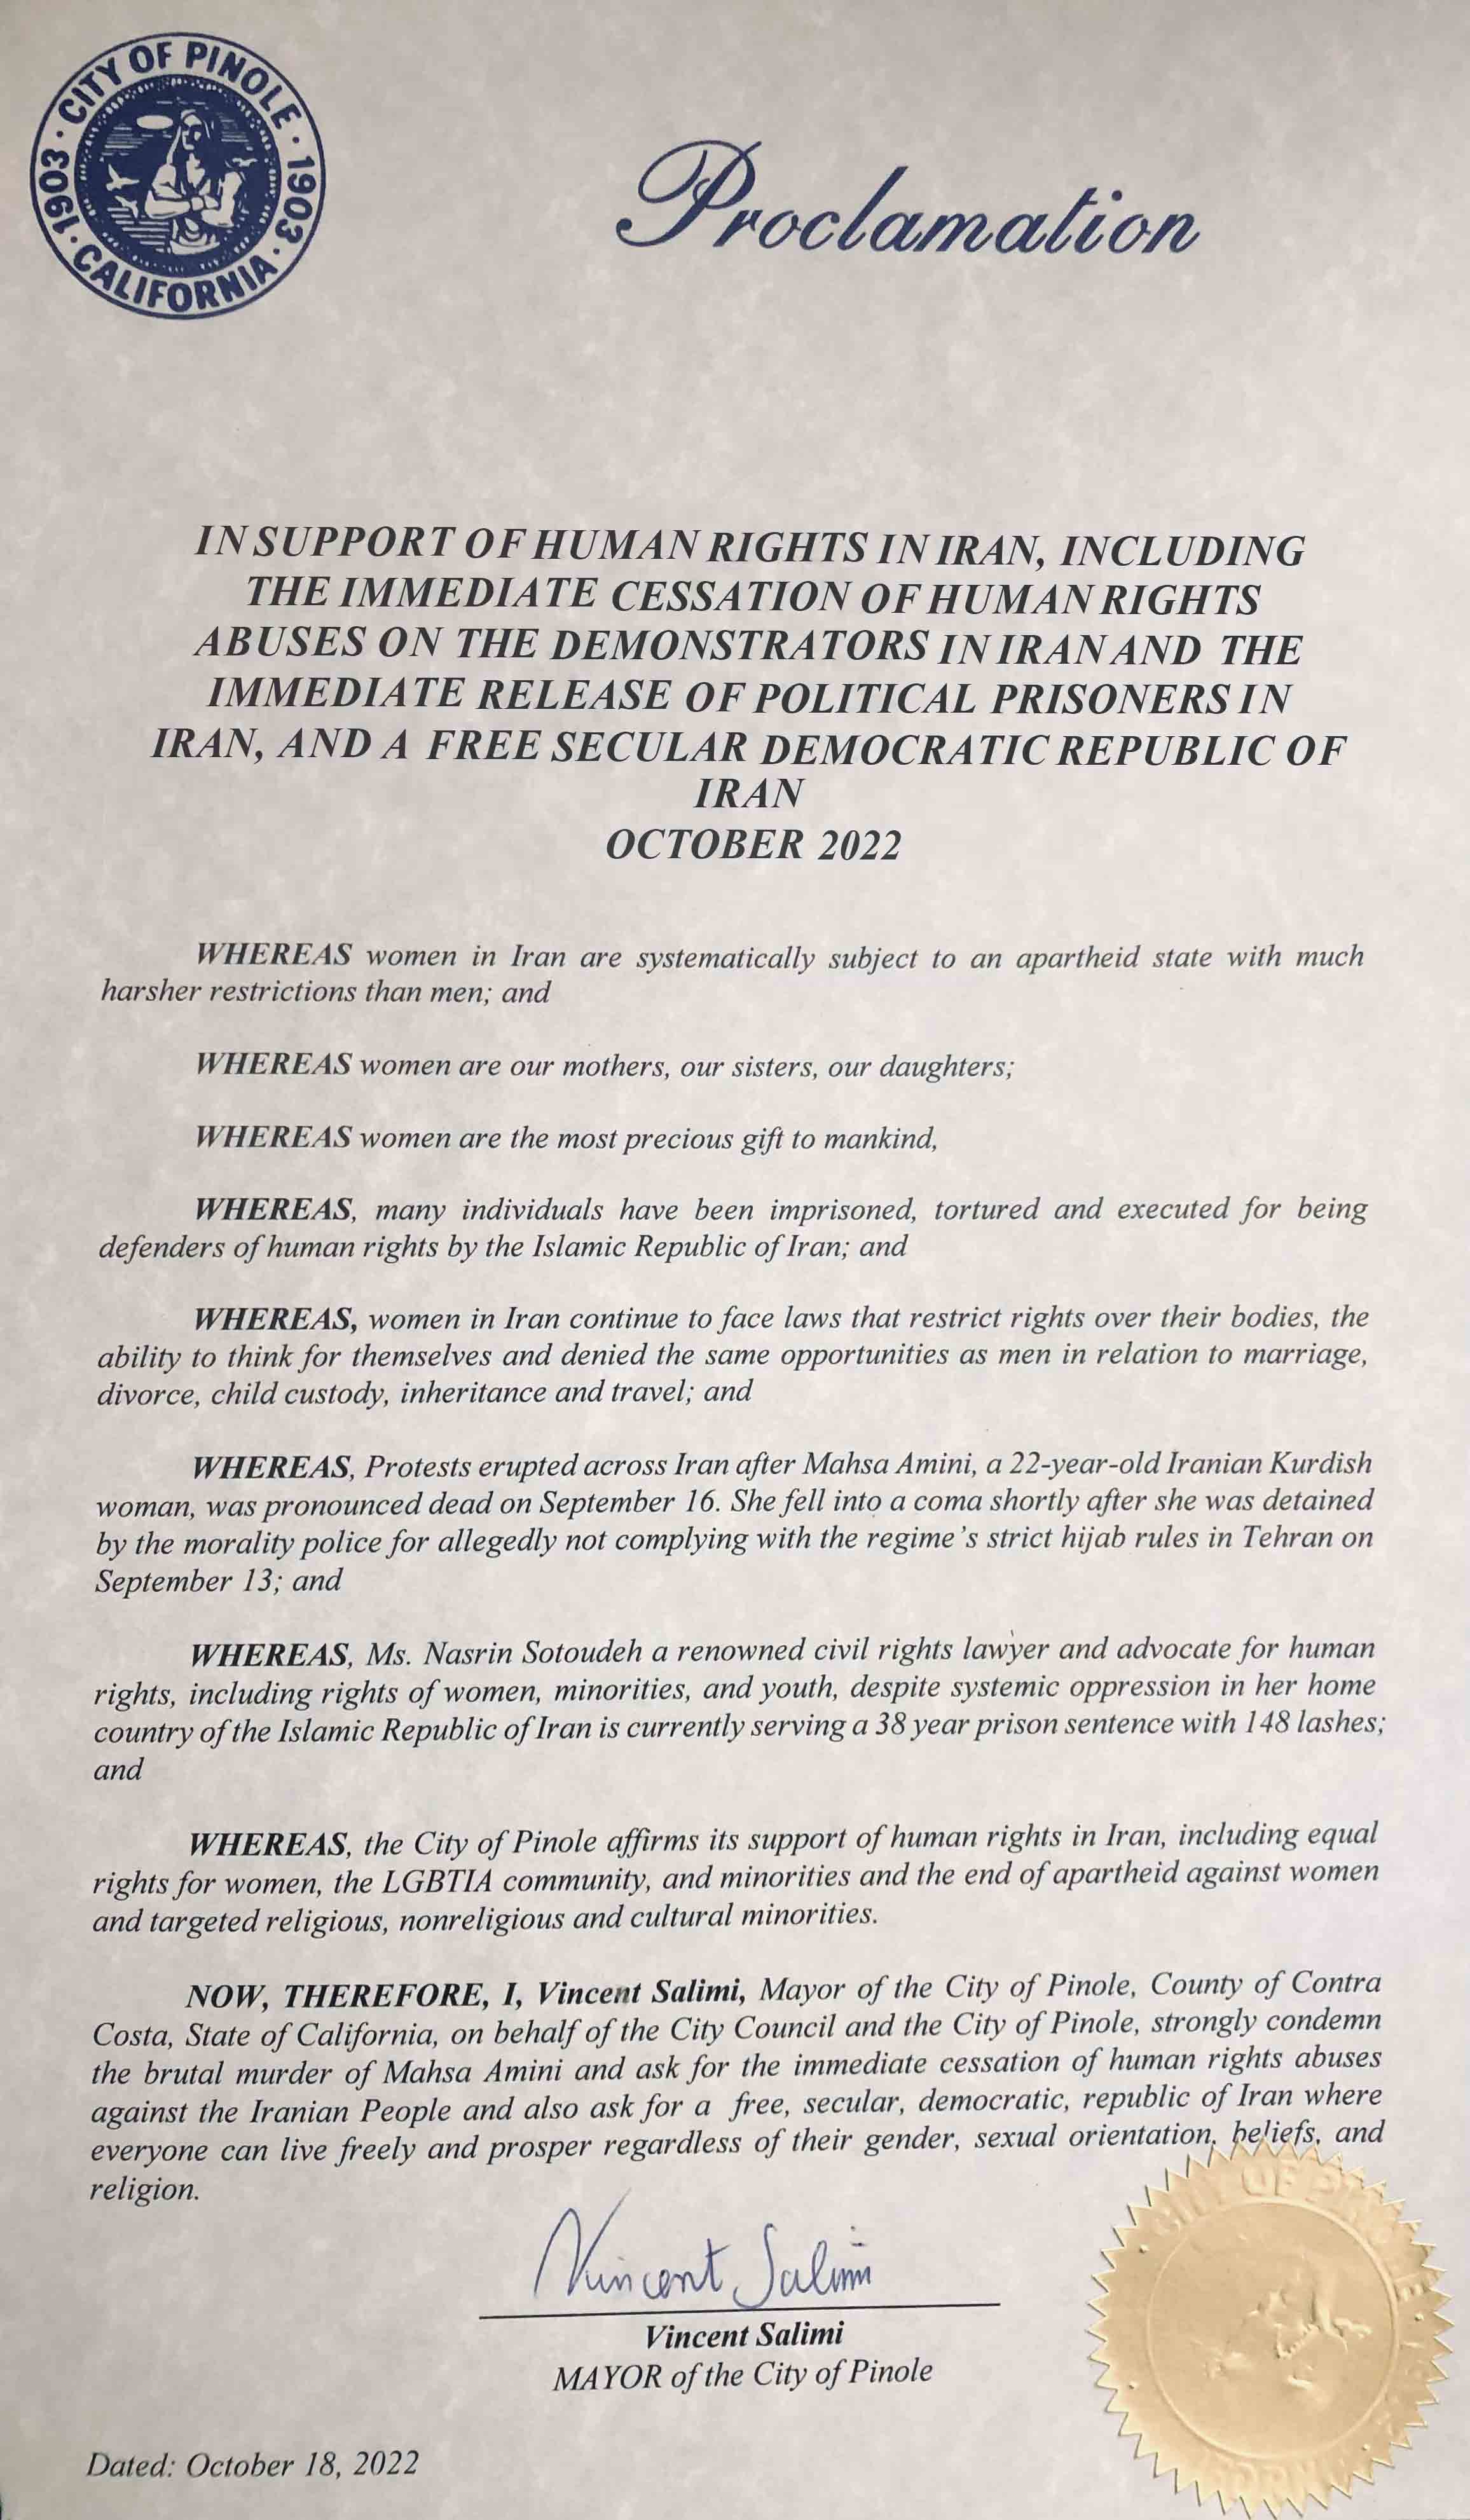 CITY OF PINOLE · 1903 · CALIFORNIA · 1903 ·
Proclamation
IN SUPPORT OF HUMAN RIGHTS IN IRAN, INCLUDING
THE IMMEDIATE CESSATION OF HUMAN RIGHTS
ABUSES ON THE DEMONSTRATORS IN IRAN AND THE
IMMEDIATE RELEASE OF POLITICAL PRISONERS IN
IRAN, AND A FREE SECULAR DEMOCRATIC REPUBLIC OF
IRAN
OCTOBER 2022
WHEREAS women in Iran are systematically subject to an apartheid state with much
harsher restrictions than men; and
WHEREAS women are our mothers, our sisters, our daughters;
WHEREAS women are the most precious gift to mankind,
WHEREAS, many individuals have been imprisoned, tortured and executed for being
defenders of human rights by the Islamic Republic of Iran; and
WHEREAS, women in Iran continue to face laws that restrict rights over their bodies, the
ability to think for themselves and denied the same opportunities as men in relation to marriage,
divorce, child custody, inheritance and travel; and
WHEREAS, Protests erupted across Iran after Mahsa Amini, a 22-year-old Iranian Kurdish
woman, was pronounced dead on September 16. She fell into a coma shortly after she was detained
by the morality police for allegedly not complying with the regime's strict hijab rules in Tehran on
September 13; and
WHEREAS, Ms. Nasrin Sotoudeh a renowned civil rights lawyer and advocate for human
rights, including rights of women, minorities, and youth, despite systemic oppression in her home
country of the Islamic Republic of Iran is currently serving a 38 year prison sentence with 148 lashes;
and
WHEREAS, the City of Pinole affirms its support of human rights in Iran, including equal
rights for women, the LGBTIA community, and minorities and the end of apartheid against women
and targeted religious, nonreligious and cultural minorities.
NOW, THEREFORE, I, Vincent Salimi, Mayor of the City of Pinole, County of Contra
Costa, State of California, on behalf of the City Council and the City of Pinole, strongly condemn
the brutal murder of Mahsa Amini and ask for the immediate cessation of human rights abuses
against the Iranian People and also ask for a free, secular, democratic, republic of Iran where
everyone can live freely and prosper regardless of their gender, sexual orientation, beliefs, and
religion.
Vincent Salimi
Vincent Salimi
MAYOR of the City of Pinole
Dated: October 18, 2022